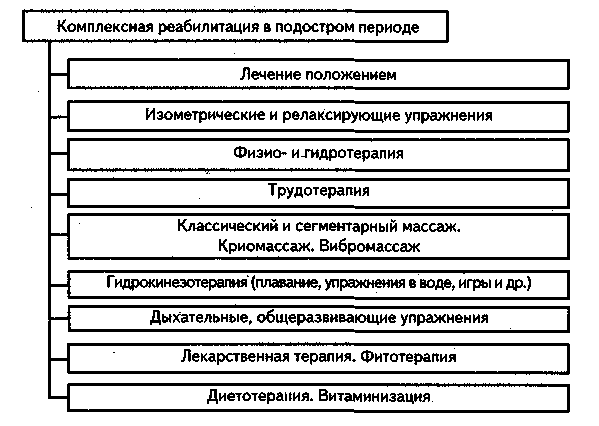 Комплексная реабилитация в подостром периоде
Лечение положением
Изометрические и релаксирующие упражнения
Физио- и гидротерапия
Трудотерапия
Классический и сегментарный массаж.
Криомассаж. Вибромассаж
Гидрокинезотерапия (плавание, упражнения в воде, игры и др.)
Дыхательные, общеразвивающие упражнения
Лекарственная терапия. Фитотерапия
Диетотерапия. Витаминизация